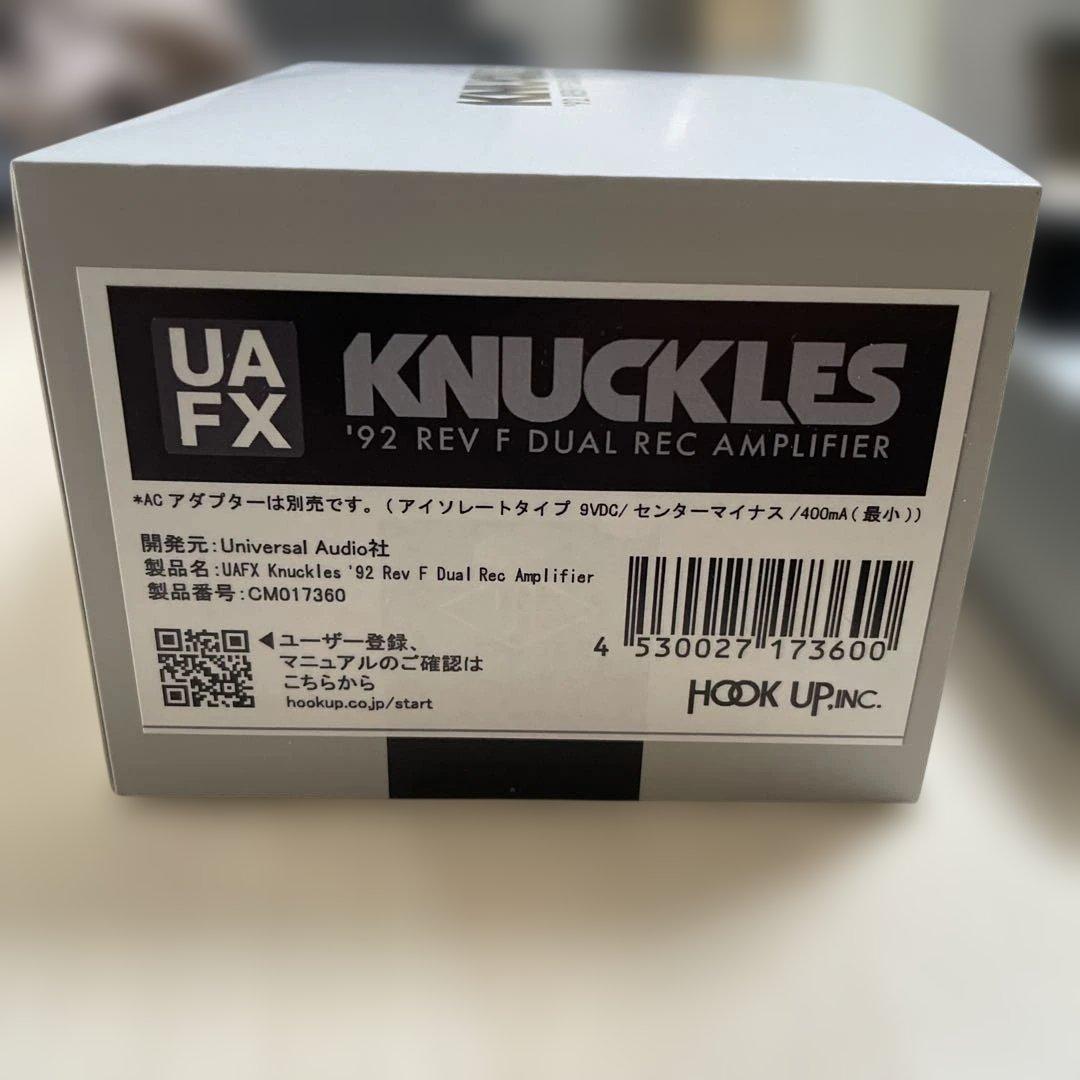 UA
FX
KNUCKLES
'92 REV F DUAL REC AMPLIFIER
*AC アダプターは別売です。(アイソレートタイプ 9VDC/センターマイナス/400mA(最小))
開発元:Universal Audio社
製品名:UAFX Knuckles '92 Rev F Dual Rec Amplifier
製品番号:CM017360
◀ユーザー登録、
マニュアルのご確認は
こちらから
hookup.co.jp/start
4 530027 173600
HOOK UP,INC.